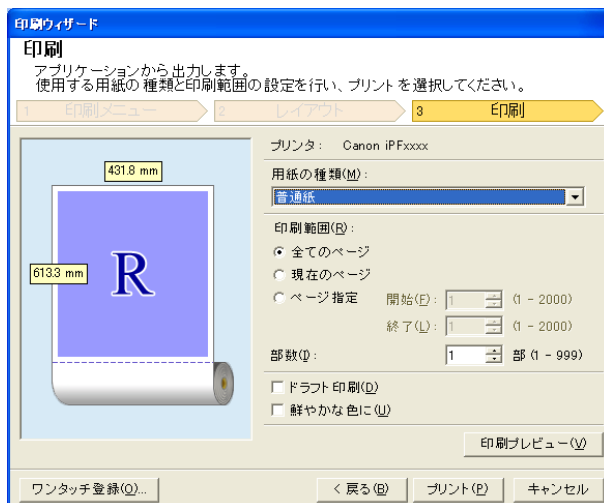 印刷ウィザード
印刷
アプリケーションから出力します。
使用する用紙の種類と印刷範囲の設定を行い、プリントを選択してください。
1 印刷メニュー 2 レイアウト 3 印刷
プリンタ: Canon iPFxxxx
431.8 mm
用紙の種類(M):
普通紙
印刷範囲(R):
全てのページ
613.3 mm
R
現在のページ
ページ指定 開始(F): 1 (1 - 2000)
終了(L): 1 (1 - 2000)
部数(I): 1 部 (1 - 999)
ドラフト印刷(D)
鮮やかな色に(U)
印刷プレビュー(V)
ワンタッチ登録(O)... < 戻る(B) プリント(P) キャンセル